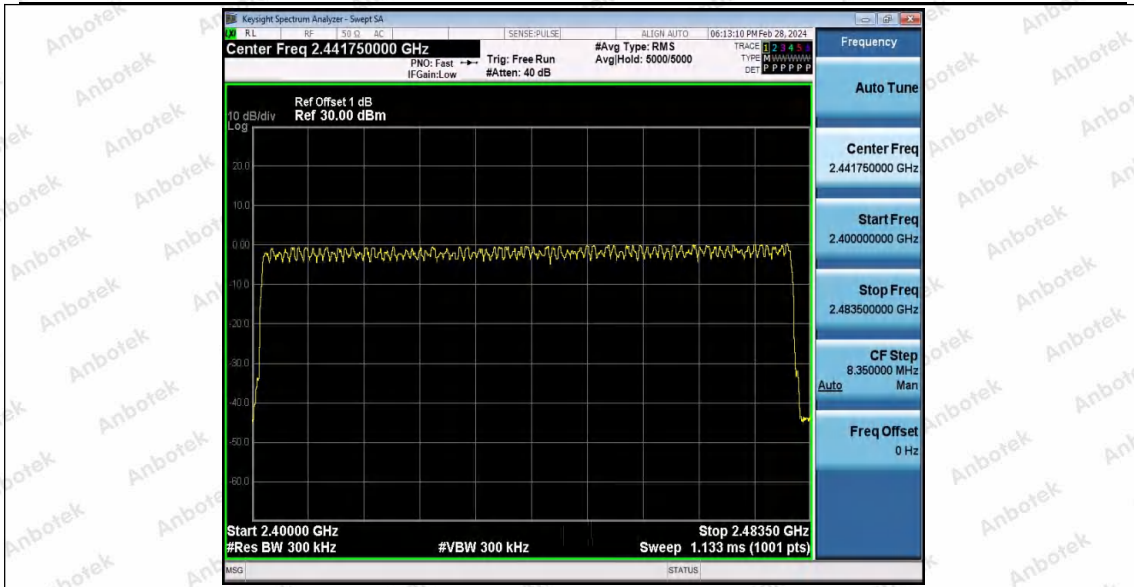 Keysight Spectrum Analyzer - Swept SA
RL RF 50 Ω AC SENSE:PULSE ALIGN AUTO 06:13:10 PM Feb 28, 2024
Center Freq 2.441750000 GHz
PNO: Fast
IFGain:Low
Trig: Free Run
#Atten: 40 dB
#Avg Type: RMS
Avg|Hold: 5000/5000
TRACE 1 2 3 4 5 6
TYPE M W W W W W
DET P P P P P P
Ref Offset 1 dB
10 dB/div Ref 30.00 dBm
Log
20.0
10.0
0.00
-10.0
-20.0
-30.0
-40.0
-50.0
-60.0
Start 2.40000 GHz Stop 2.48350 GHz
#Res BW 300 kHz #VBW 300 kHz Sweep 1.133 ms (1001 pts)
MSG STATUS
Frequency
Auto Tune
Center Freq
2.441750000 GHz
Start Freq
2.400000000 GHz
Stop Freq
2.483500000 GHz
CF Step
8.350000 MHz
Auto Man
Freq Offset
0 Hz
Anbotek